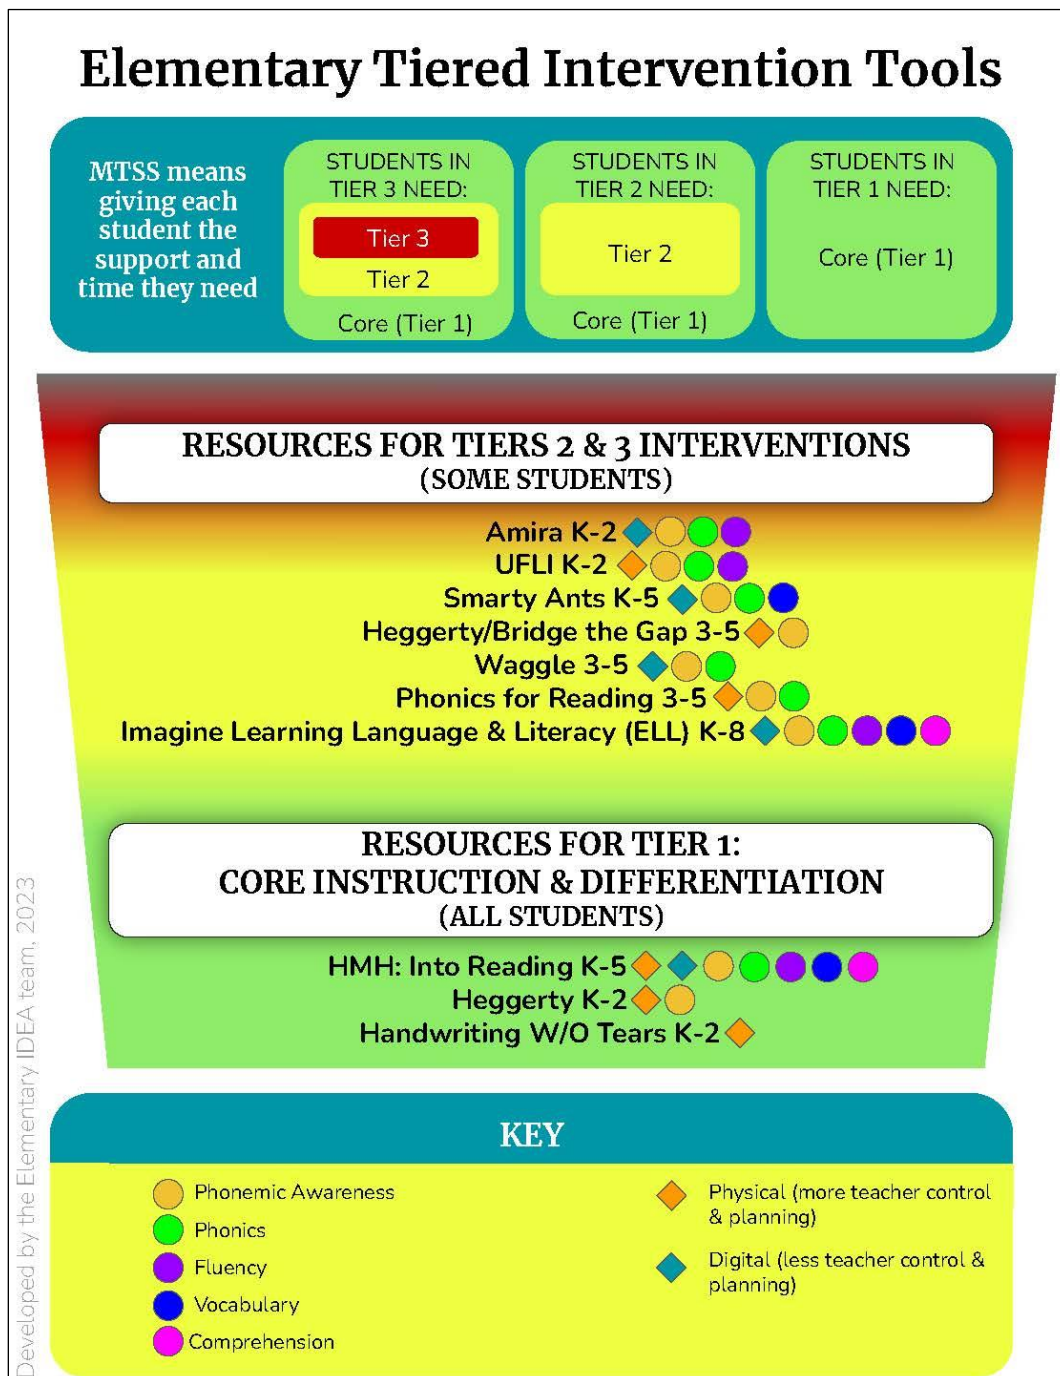 Elementary Tiered Intervention Tools
MTSS means
giving each
student the
support and
time they need
STUDENTS IN
TIER 3 NEED:
Tier 3
Tier 2
Core (Tier 1)
STUDENTS IN
TIER 2 NEED:
Tier 2
Core (Tier 1)
STUDENTS IN
TIER 1 NEED:
Core (Tier 1)
RESOURCES FOR TIERS 2 & 3 INTERVENTIONS
(SOME STUDENTS)
Amira K-2
UFLI K-2
Smarty Ants K-5
Heggerty/Bridge the Gap 3-5
Waggle 3-5
Phonics for Reading 3-5
Imagine Learning Language & Literacy (ELL) K-8
RESOURCES FOR TIER 1:
CORE INSTRUCTION & DIFFERENTIATION
(ALL STUDENTS)
HMH: Into Reading K-5
Heggerty K-2
Handwriting W/O Tears K-2
KEY
Phonemic Awareness
Phonics
Fluency
Vocabulary
Comprehension
Physical (more teacher control
& planning)
Digital (less teacher control &
planning)
Developed by the Elementary IDEA team, 2023